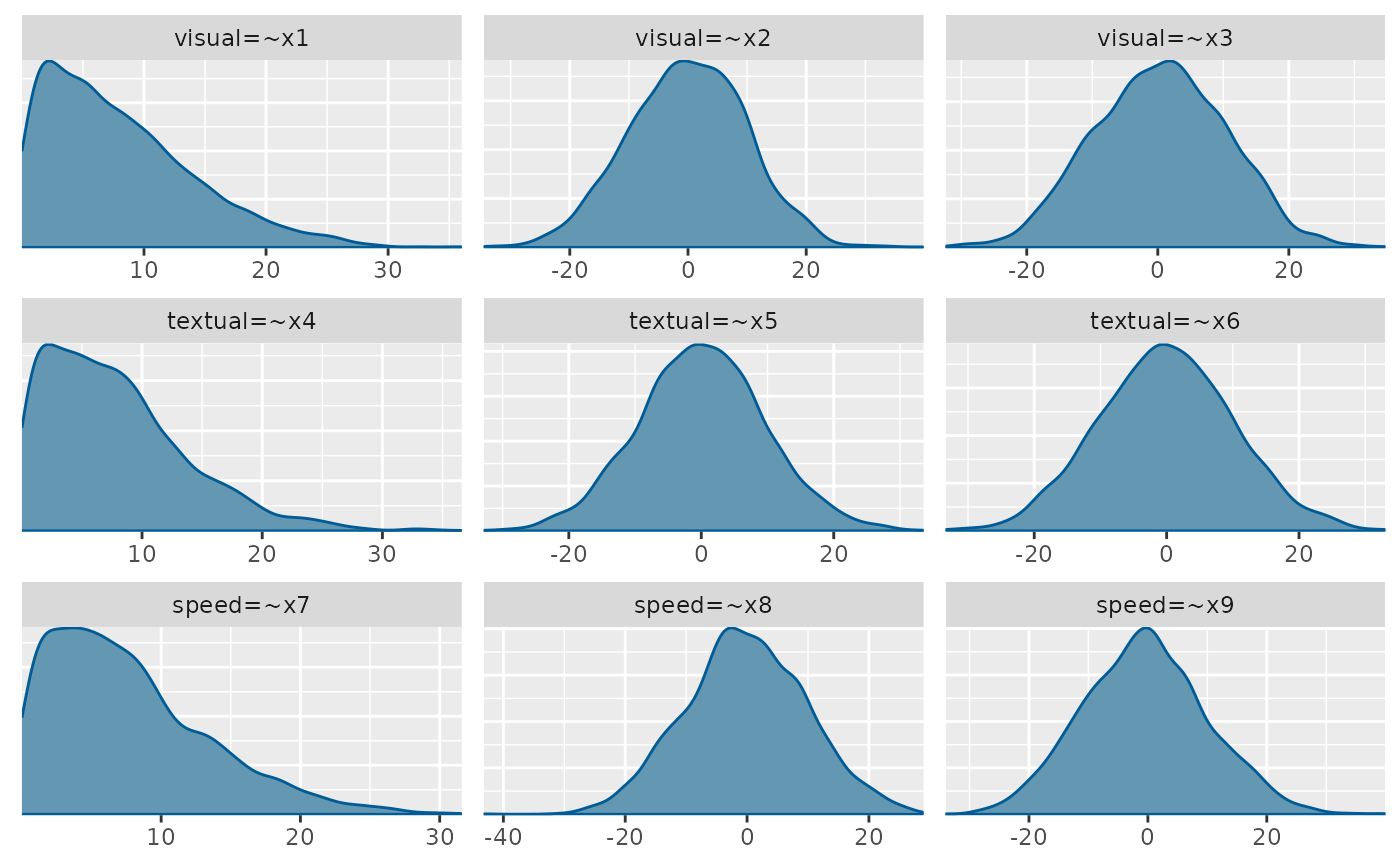 visual=~x1 visual=~x2 visual=~x3
10 20 30 -20 0 20 -20 0 20
textual=~x4 textual=~x5 textual=~x6
10 20 30 -20 0 20 -20 0 20
speed=~x7 speed=~x8 speed=~x9
10 20 30 -40 -20 0 20 -20 0 20